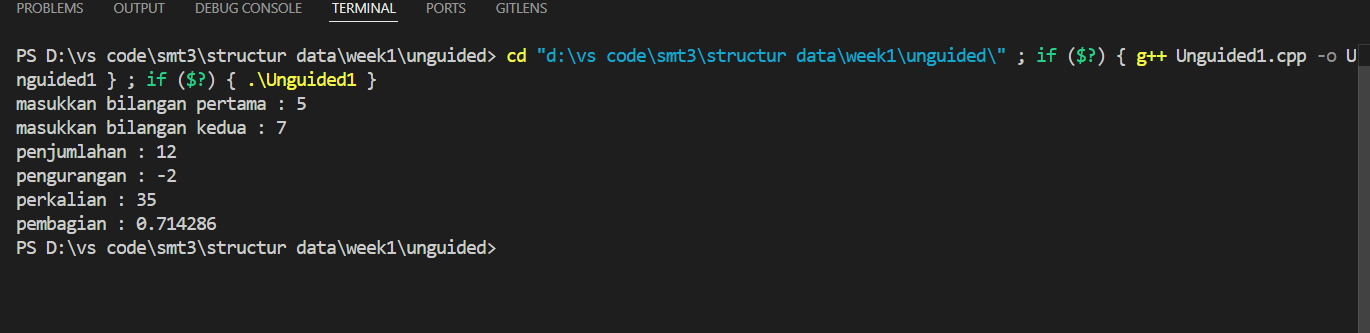 PROBLEMS OUTPUT DEBUG CONSOLE TERMINAL PORTS GITLENS
PS D:\vs code\smt3\structur data\week1\unguided> cd "d:\vs code\smt3\structur data\week1\unguided\" ; if ($?) { g++ Unguided1.cpp -o U
nguided1 } ; if ($?) { .\Unguided1 }
masukkan bilangan pertama : 5
masukkan bilangan kedua : 7
penjumlahan : 12
pengurangan : -2
perkalian : 35
pembagian : 0.714286
PS D:\vs code\smt3\structur data\week1\unguided>